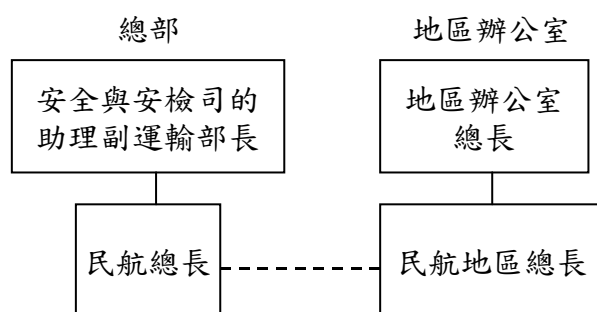 總部
地區辦公室
安全與安檢司的
助理副運輸部長
地區辦公室
總長
民航總長
民航地區總長